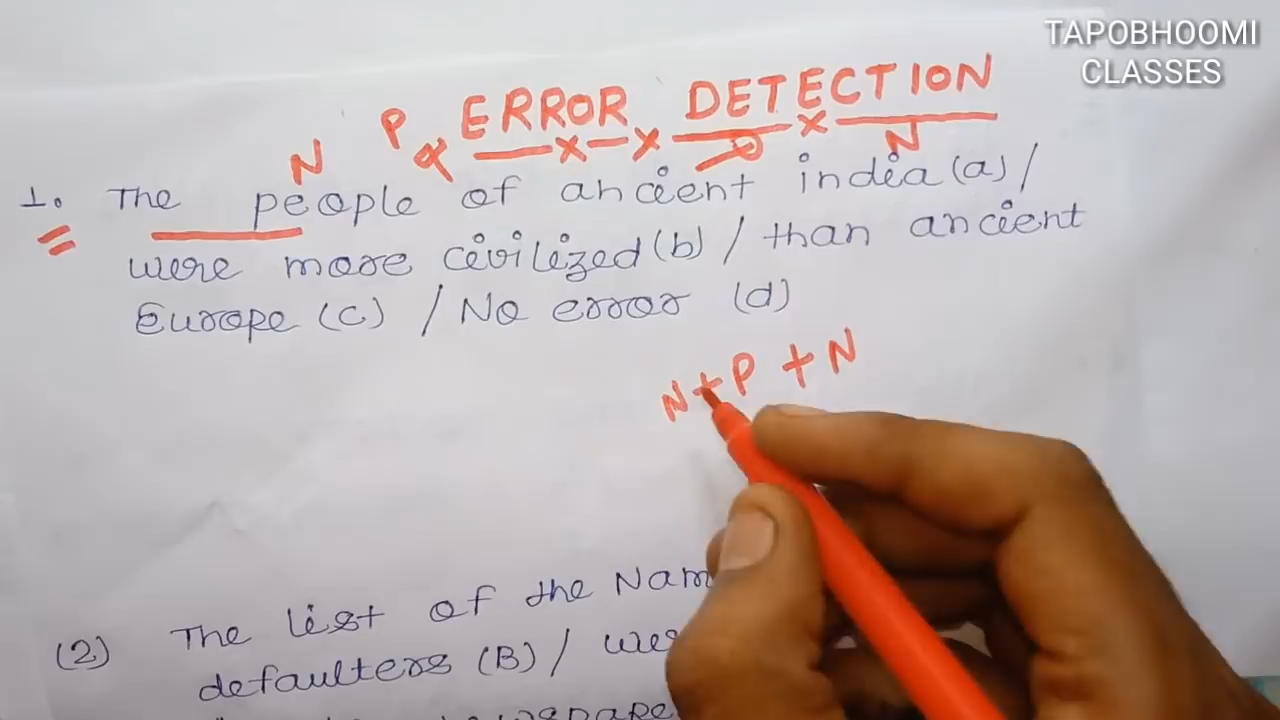 TAPOBHOOMI
CLASSES
ERROR DETECTION
N P N
1. The people of ancient india (a) /
were more civilized (b) / than ancient
Europe (c) / No error (d)
N + P + N
(2) The list of the Nam
defaulters (B) / wer